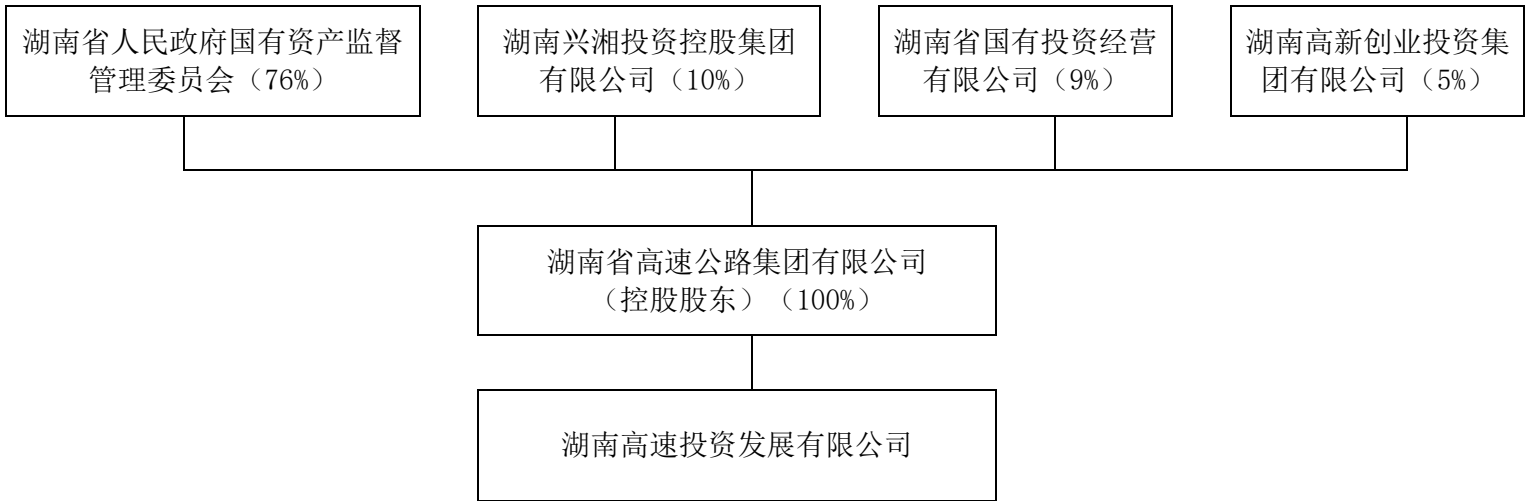 湖南省人民政府国有资产监督
管理委员会（76%）
湖南兴湘投资控股集团
有限公司（10%）
湖南省国有投资经营
有限公司（9%）
湖南高新创业投资集
团有限公司（5%）
湖南省高速公路集团有限公司
（控股股东）（100%）
湖南高速投资发展有限公司